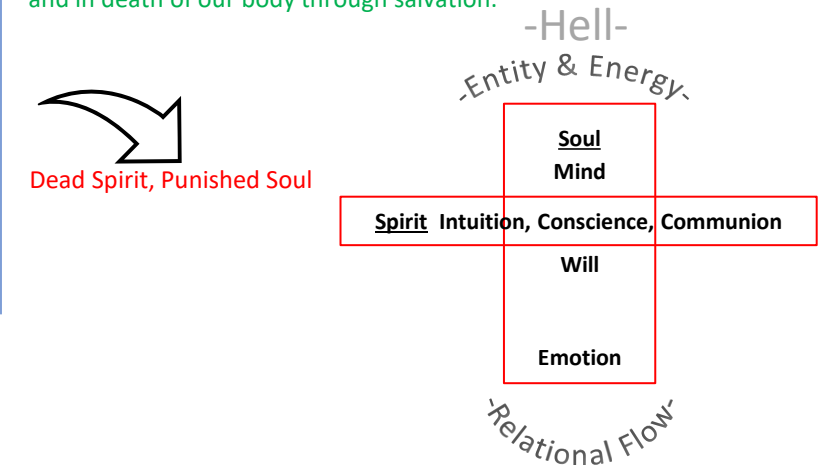 and in death of our body through salvation.
-Hell-
-Entity & Energy-
Soul
Mind
Dead Spirit, Punished Soul
Spirit Intuition, Conscience, Communion
Will
Emotion
-Relational Flow-